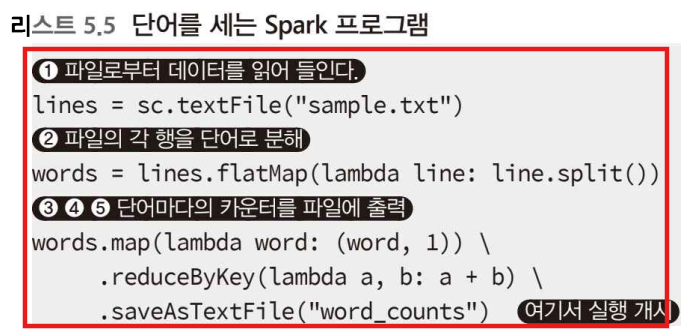 리스트 5.5 단어를 세는 Spark 프로그램
❶ 파일로부터 데이터를 읽어 들인다.
lines = sc.textFile("sample.txt")
❷ 파일의 각 행을 단어로 분해
words = lines.flatMap(lambda line: line.split())
❸ ❹ ❺ 단어마다의 카운터를 파일에 출력
words.map(lambda word: (word, 1)) \
.reduceByKey(lambda a, b: a + b) \
.saveAsTextFile("word_counts") 여기서 실행 개시